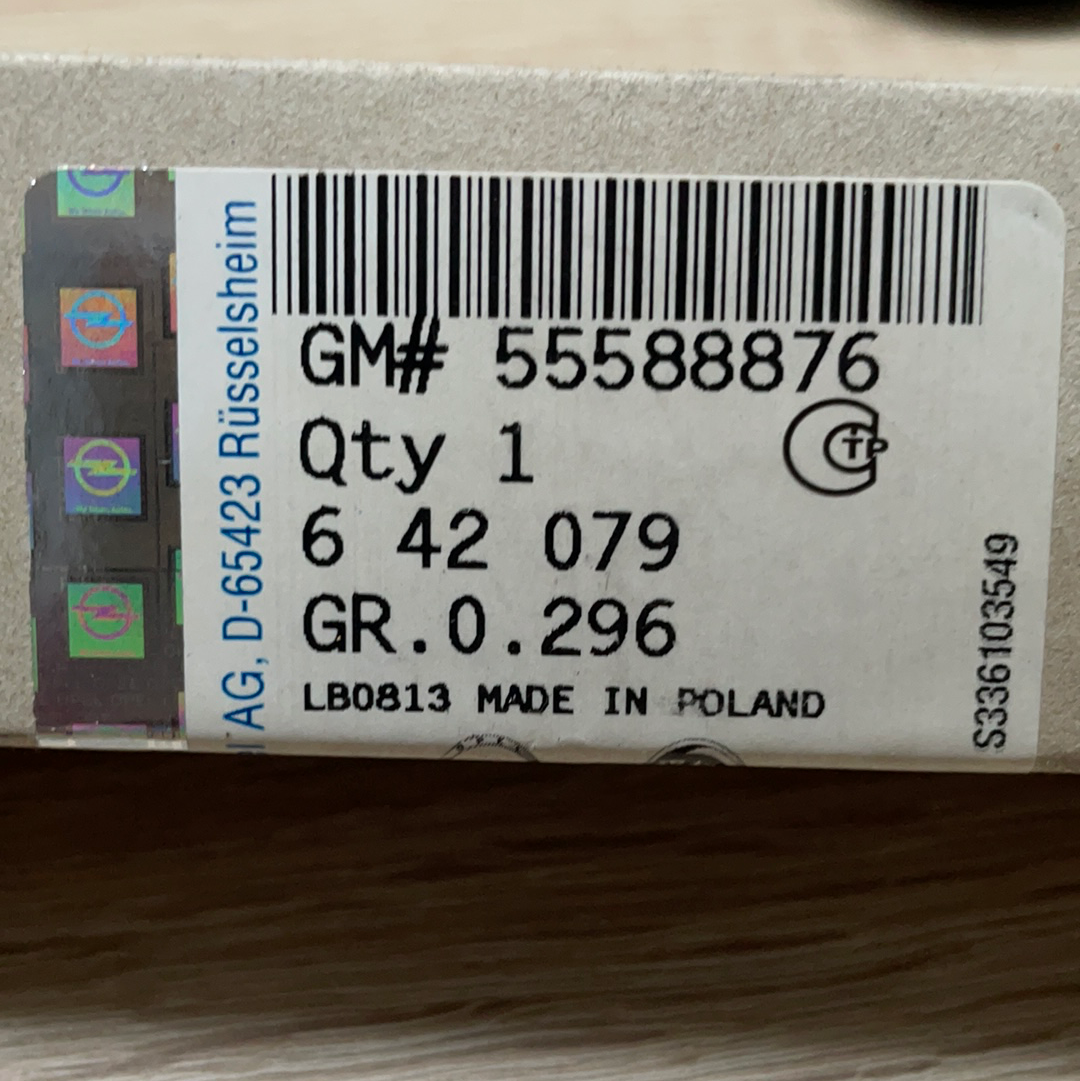 GM# 55588876
Qty 1
6 42 079
GR.0.296
LB0813 MADE IN POLAND
AG, D-65423 Rüsselsheim
S336103549